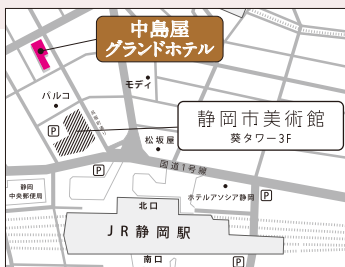 中島屋
グランドホテル
モディ
パルコ
静岡市美術館
葵タワー3F
P
松坂屋
国道1号線
P
静岡
中央郵便局
ホテルアソシア静岡
P
北口
JR静岡駅
南口
P